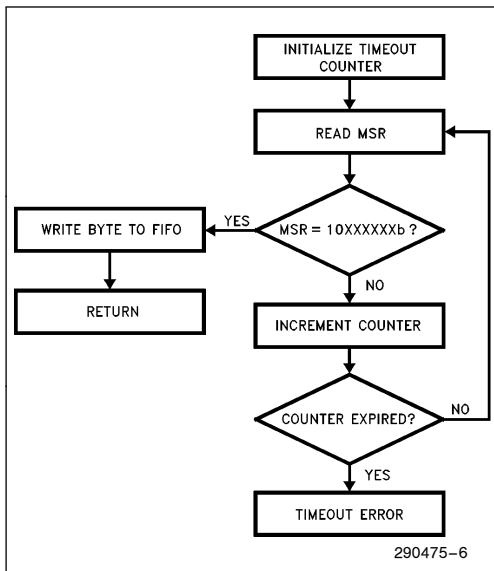 INITIALIZE TIMEOUT
COUNTER
READ MSR
MSR = 10XXXXXXb ?
YES
WRITE BYTE TO FIFO
NO
RETURN
INCREMENT COUNTER
COUNTER EXPIRED?
NO
YES
TIMEOUT ERROR
290475-6